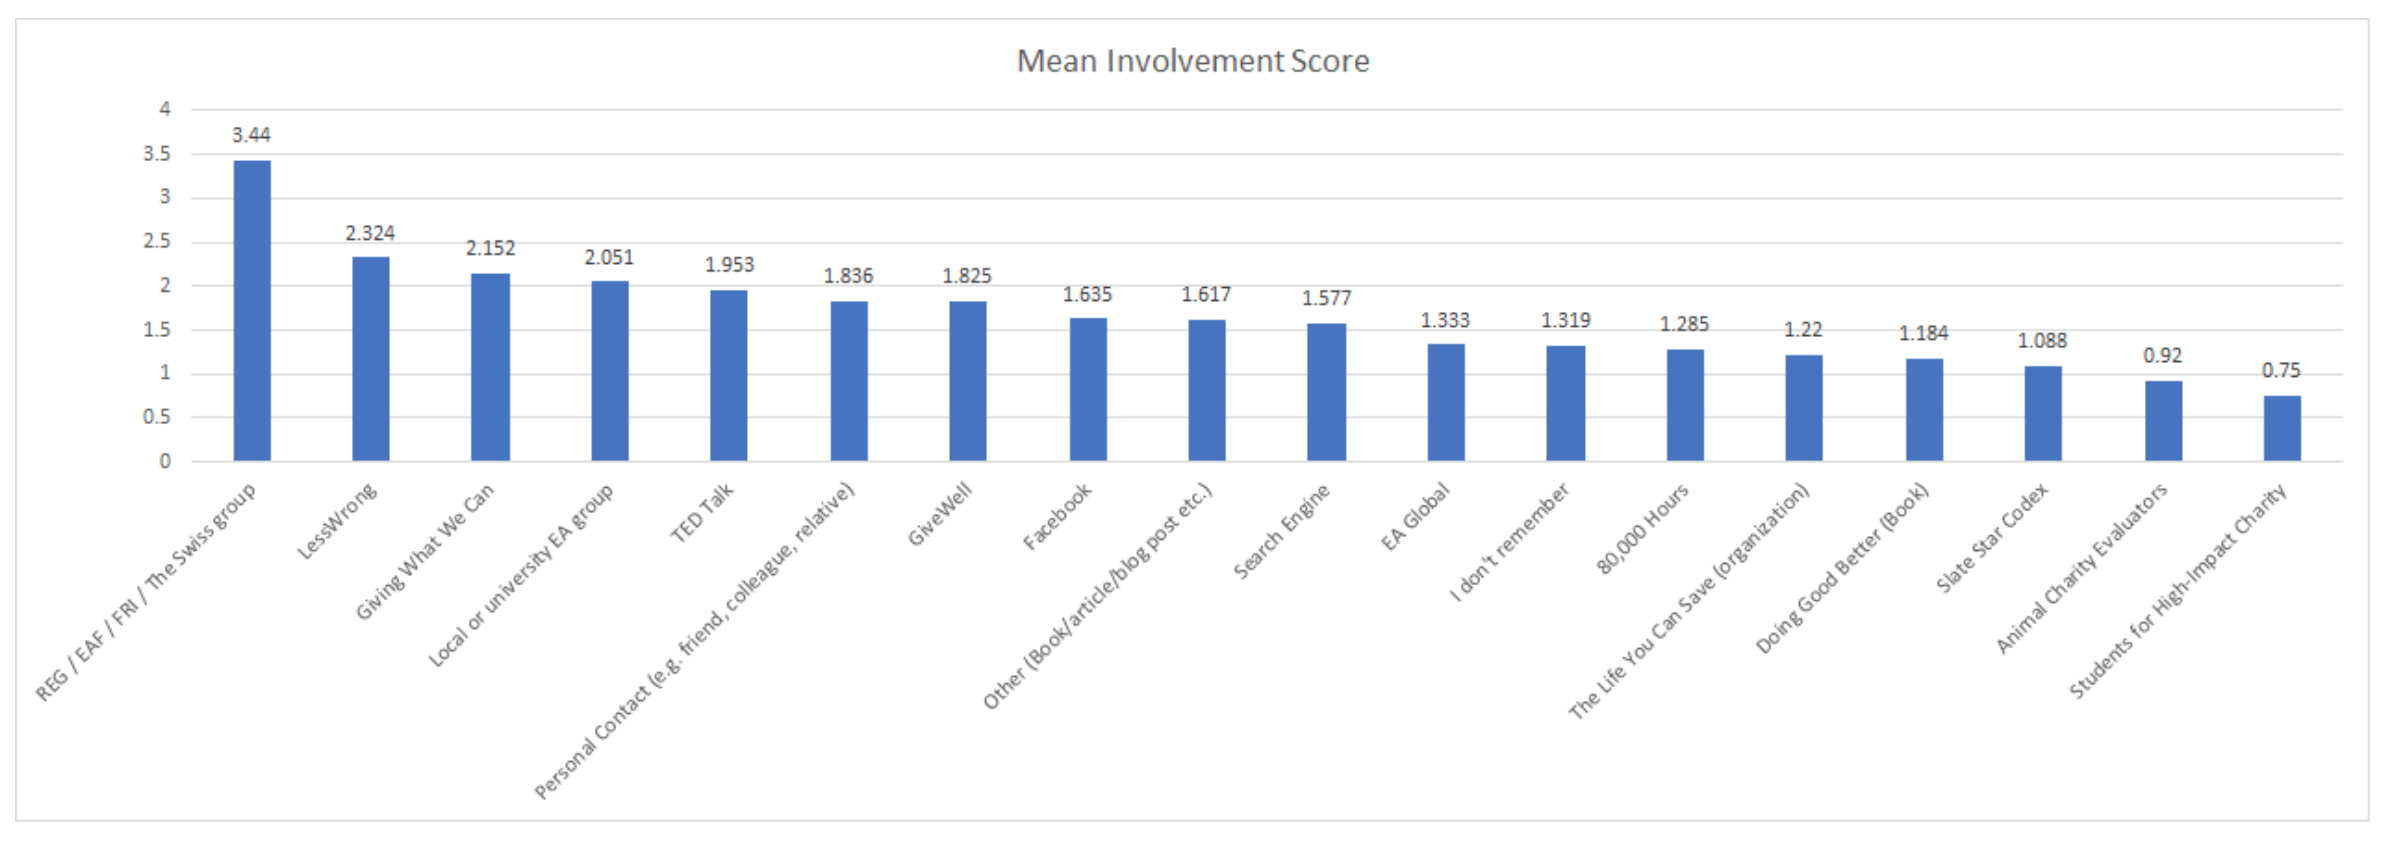 Mean Involvement Score
4
3.5
3
2.5
2
1.5
1
0.5
0
3.44
2.324
2.152
2.051
1.953
1.836
1.825
1.635
1.617
1.577
1.333
1.319
1.285
1.22
1.184
1.088
0.92
0.75
REG / EAF / FRI / The Swiss group
LessWrong
Giving What We Can
Local or university EA group
TED Talk
Personal Contact (e.g. friend, colleague, relative)
GiveWell
Facebook
Other (Book/article/blog post etc.)
Search Engine
EA Global
I don't remember
80,000 Hours
The Life You Can Save (organization)
Doing Good Better (Book)
Slate Star Codex
Animal Charity Evaluators
Students for High-Impact Charity